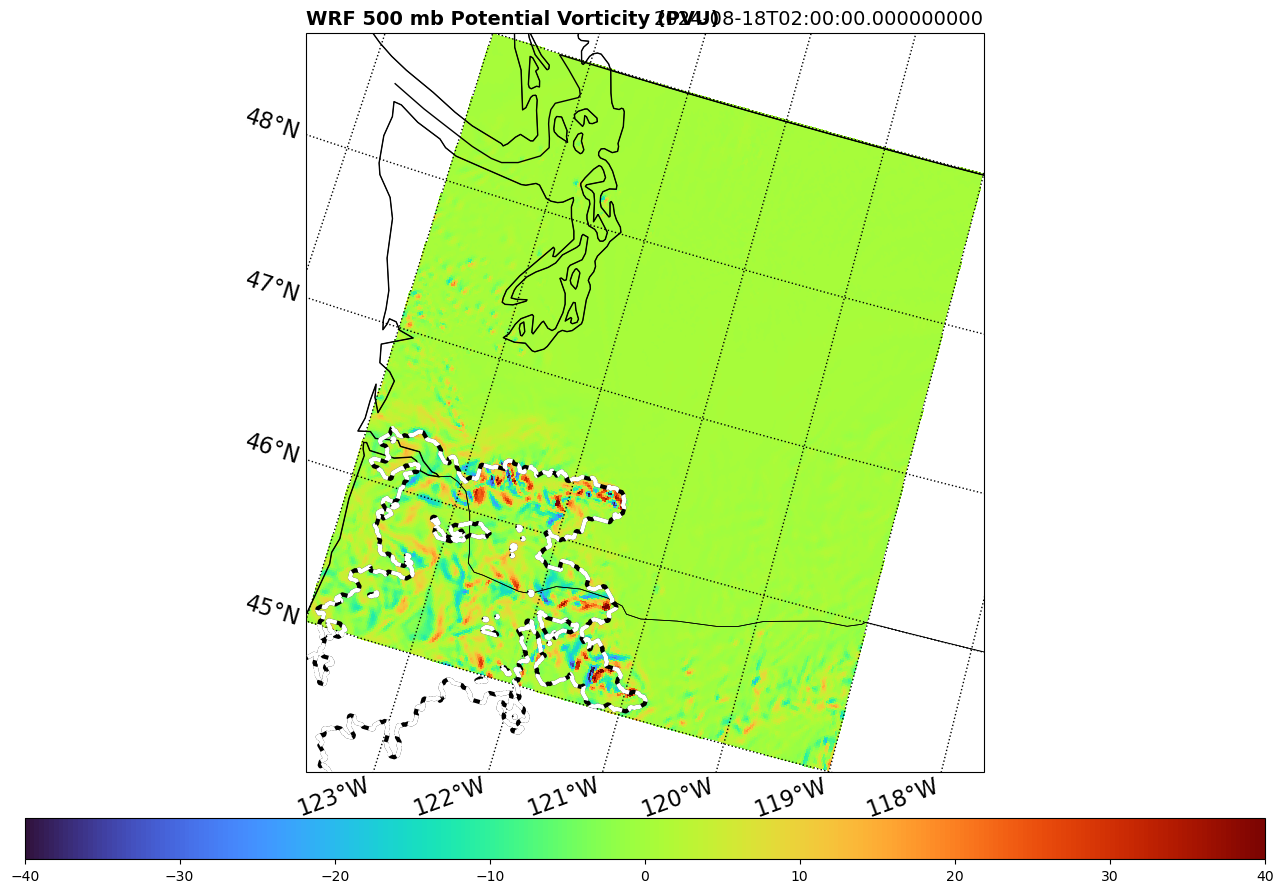 WRF 500 mb Potential Vorticity (PVU)
2024-08-18T02:00:00.000000000
48°N
47°N
46°N
45°N
123°W 122°W 121°W 120°W 119°W 118°W
−40 −30 −20 −10 0 10 20 30 40